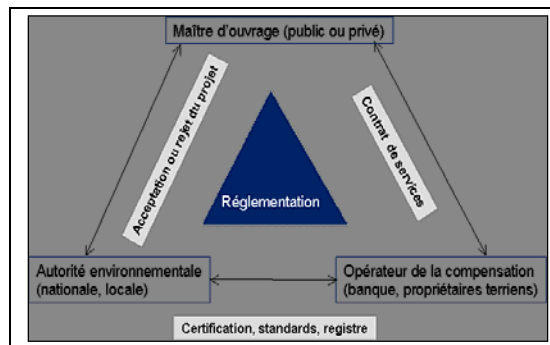 Maître d'ouvrage (public ou privé)
Acceptation ou rejet du projet
Contrat de services
Réglementation
Autorité environnementale
(nationale, locale)
Opérateur de la compensation
(banque, propriétaires terriens)
Certification, standards, registre